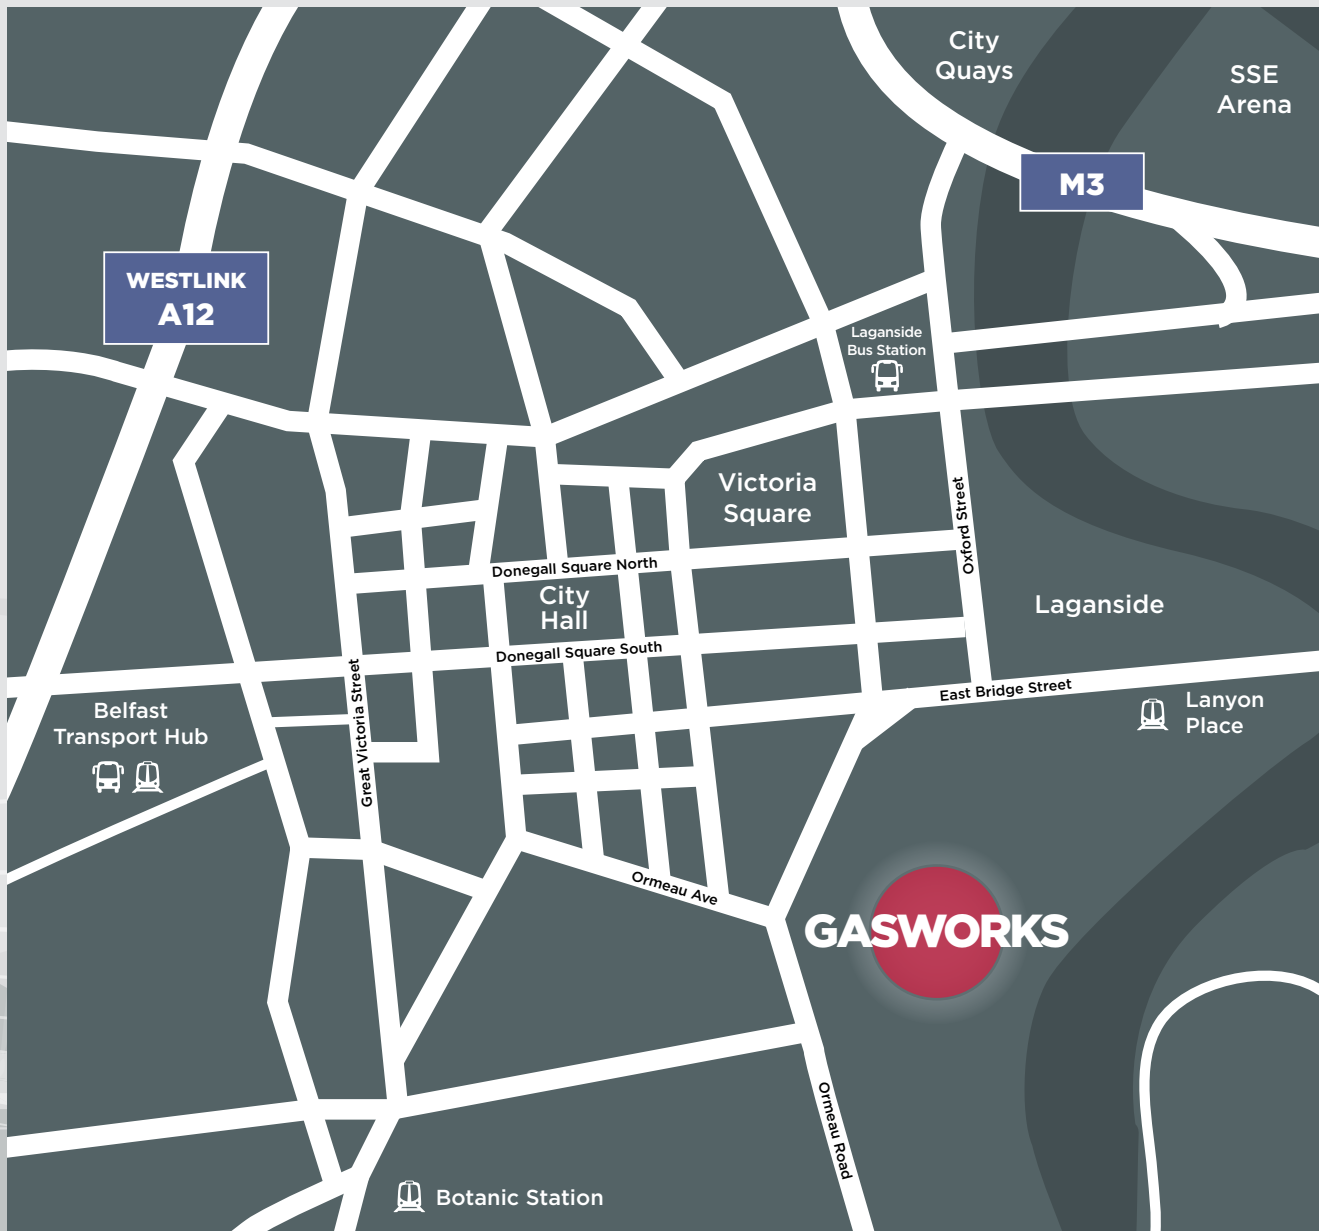 City
Quays
SSE
Arena
M3
WESTLINK
A12
Laganside
Bus Station
Victoria
Square
Oxford Street
Donegall Square North
City
Hall
Laganside
Donegall Square South
Great Victoria Street
East Bridge Street
Belfast
Transport Hub
Lanyon
Place
Ormeau Ave
GASWORKS
Ormeau Road
Botanic Station